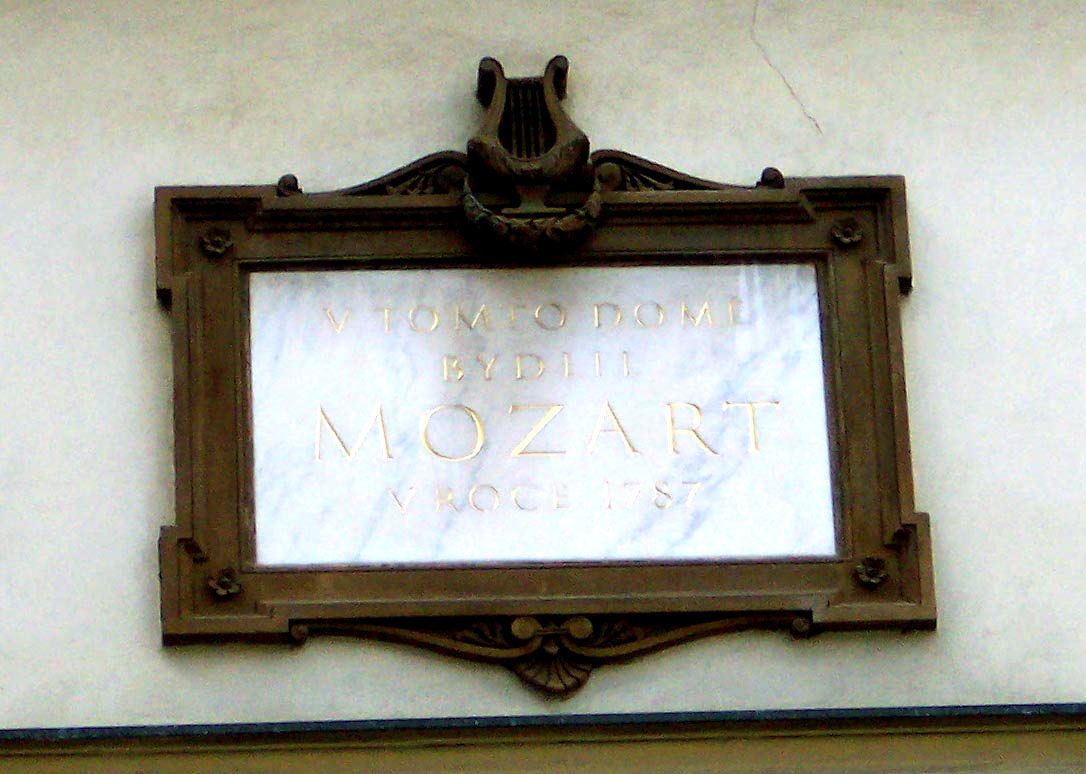 V TOMTO DOMĚ
BYDLIL
MOZART
V ROCE 1787